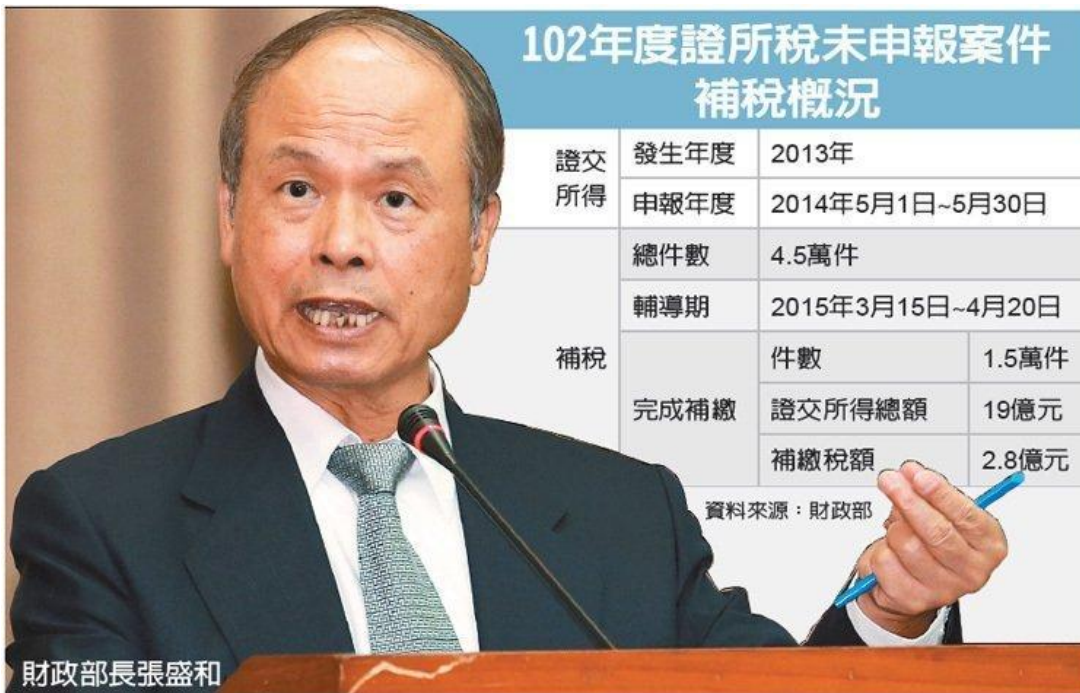 102年度證所稅未申報案件
補稅概況
證交
所得
發生年度 2013年
申報年度 2014年5月1日~5月30日
補稅
總件數 4.5萬件
輔導期 2015年3月15日~4月20日
完成補繳
件數 1.5萬件
證交所得總額 19億元
補繳稅額 2.8億元
資料來源：財政部
財政部長張盛和